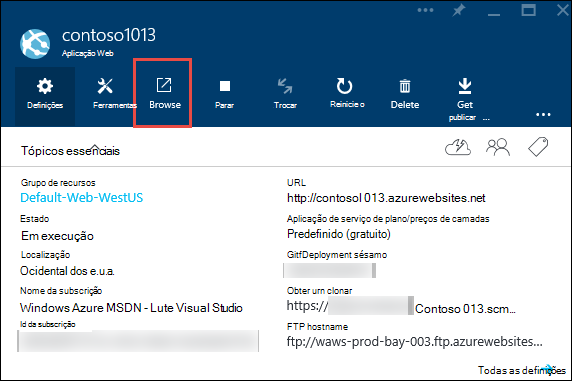 contoso1013
Aplicação Web
Definições
Ferramentas
Browse
Parar
Trocar
Reinicie o
Delete
Get
publicar ...
...
Tópicos essenciais
Grupo de recursos
Default-Web-WestUS
Estado
Em execução
Localização
Ocidental dos e.u.a.
Nome da subscrição
Windows Azure MSDN - Lute Visual Studio
Id da subscrição
URL
http://contosol 013.azurewebsites.net
Aplicação de serviço de plano/preços de camadas
Predefinido (gratuito)
GitfDeployment sésamo
Obter urn clonar
https:/ Contoso 013.scm...
FTP hostname
ftp://waws-prod-bay-003.ftp.azurewebsites...
Todas as definições